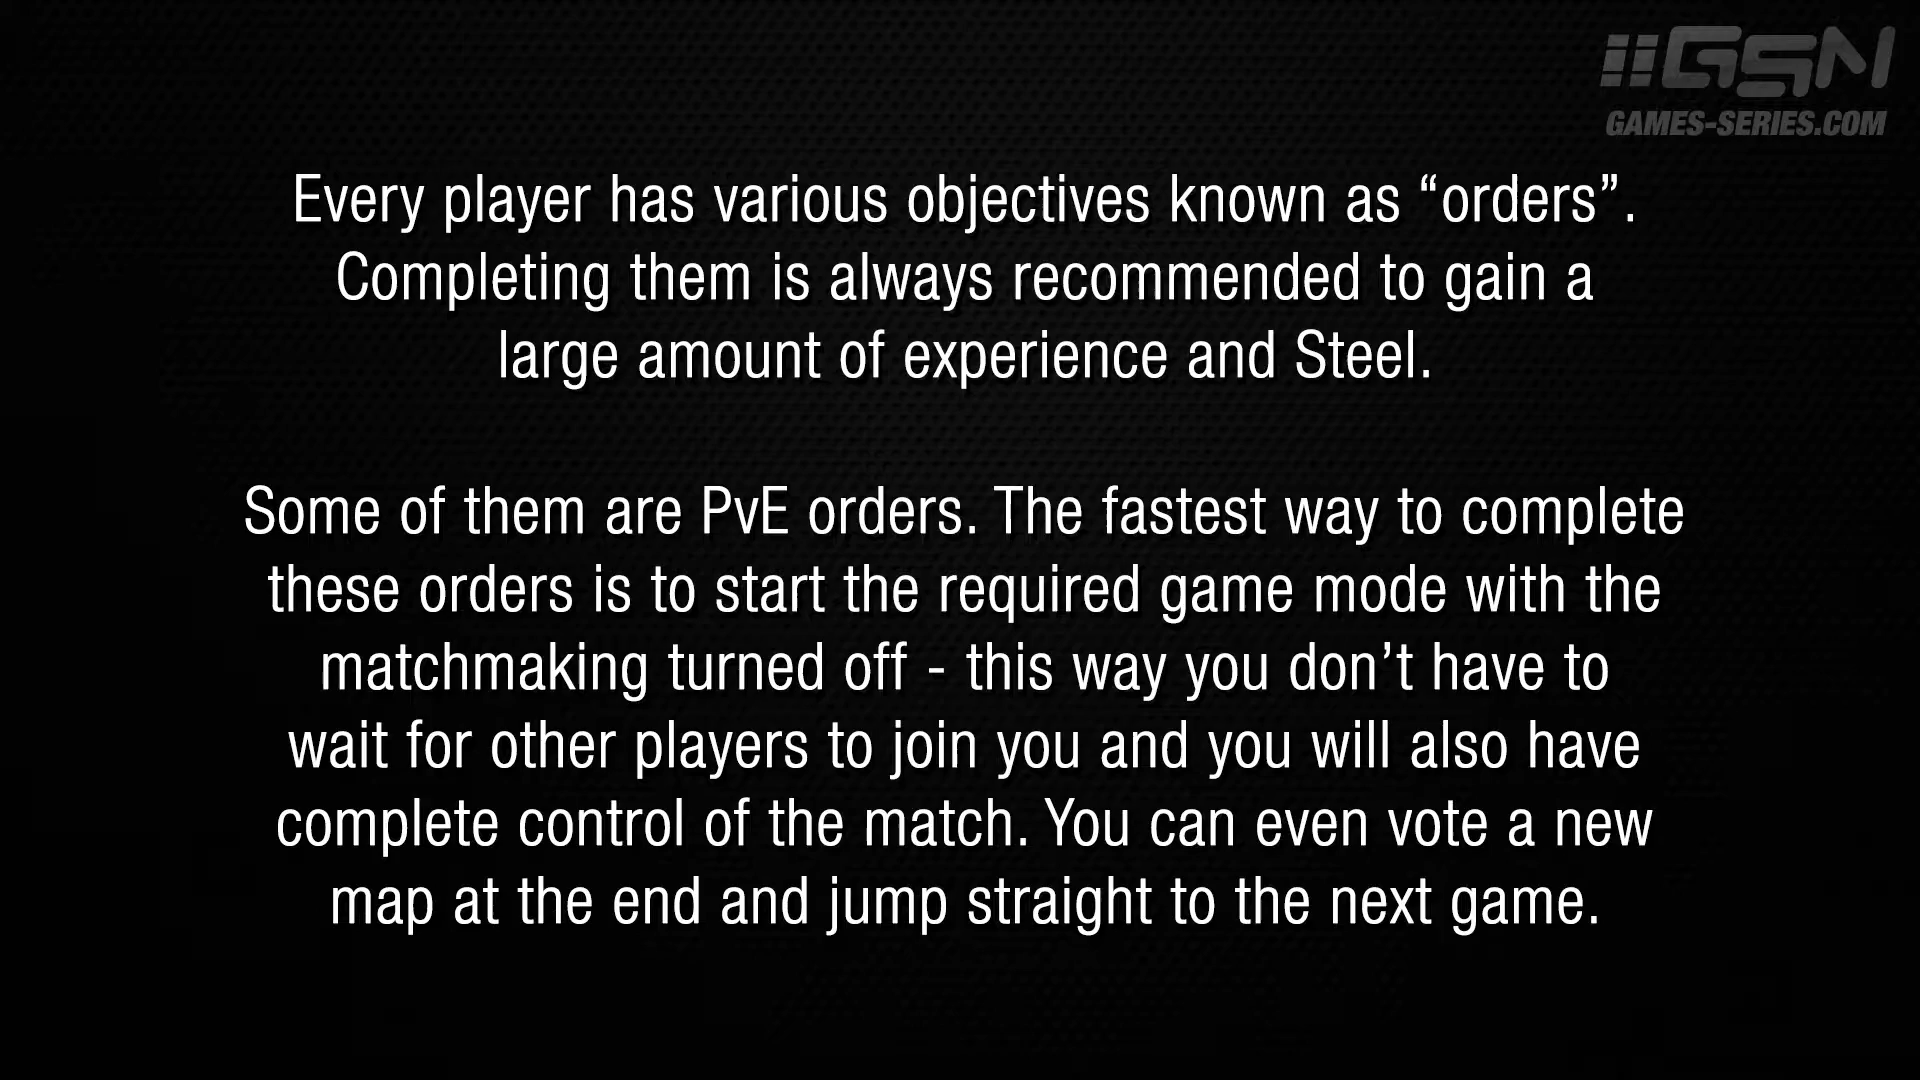 GSN
GAMES-SERIES.COM
Every player has various objectives known as “orders”.
Completing them is always recommended to gain a
large amount of experience and Steel.
Some of them are PvE orders. The fastest way to complete
these orders is to start the required game mode with the
matchmaking turned off - this way you don’t have to
wait for other players to join you and you will also have
complete control of the match. You can even vote a new
map at the end and jump straight to the next game.